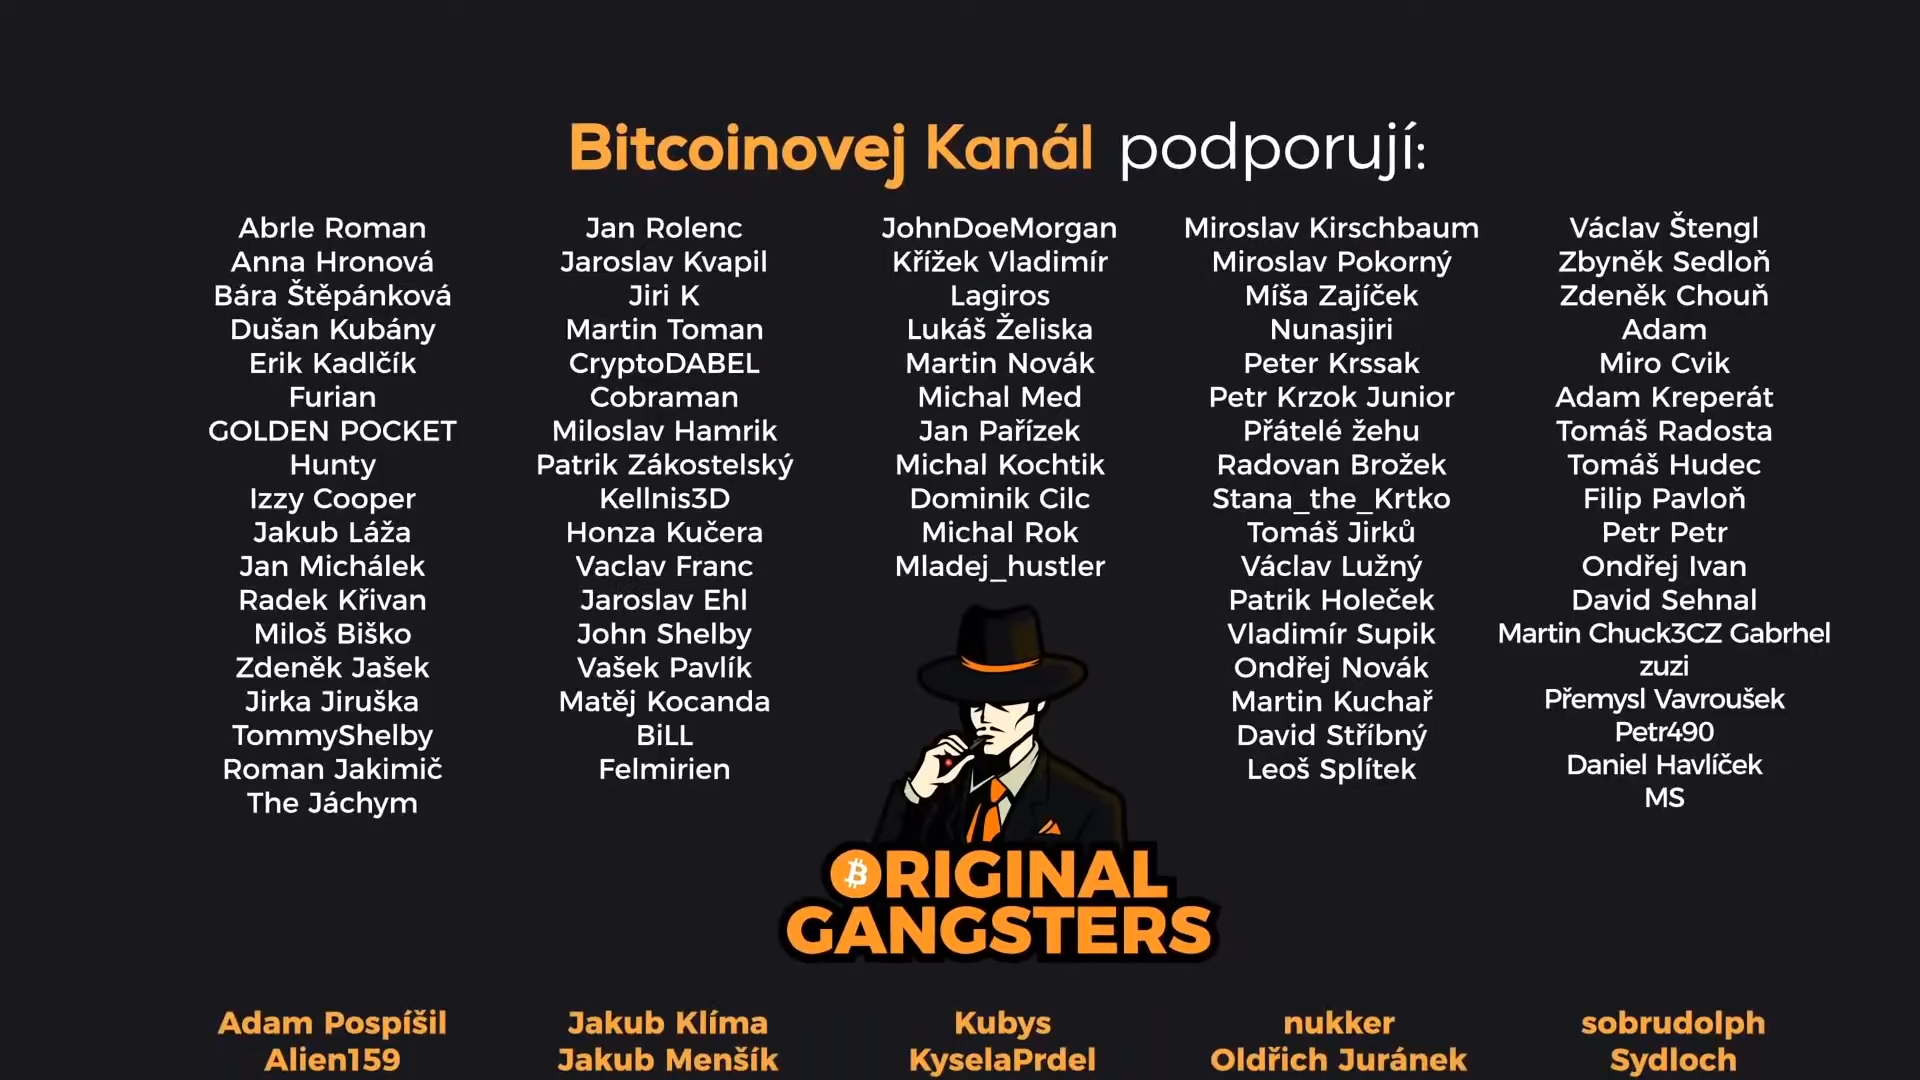 Bitcoinovej Kanál podporují:
Abrle Roman
Anna Hronová
Bára Štěpánková
Dušan Kubány
Erik Kadlčík
Furian
GOLDEN POCKET
Hunty
Izzy Cooper
Jakub Láža
Jan Michálek
Radek Křivan
Miloš Biško
Zdeněk Jašek
Jirka Jiruška
TommyShelby
Roman Jakimič
The Jáchym
Jan Rolenc
Jaroslav Kvapil
Jiri K
Martin Toman
CryptoDABEL
Cobraman
Miloslav Hamrik
Patrik Zákostelský
Kellnis3D
Honza Kučera
Vaclav Franc
Jaroslav Ehl
John Shelby
Vašek Pavlík
Matěj Kocanda
BiLL
Felmirien
JohnDoeMorgan
Křížek Vladimír
Lagiros
Lukáš Želiska
Martin Novák
Michal Med
Jan Pařízek
Michal Kochtik
Dominik Cilc
Michal Rok
Mladej_hustler
Miroslav Kirschbaum
Miroslav Pokorný
Míša Zajíček
Nunasjiri
Peter Krssak
Petr Krzok Junior
Přátelé žehu
Radovan Brožek
Stana_the_Krtko
Tomáš Jirků
Václav Lužný
Patrik Holeček
Vladimír Supik
Ondřej Novák
Martin Kuchař
David Stříbný
Leoš Splítek
Václav Štengl
Zbyněk Sedloň
Zdeněk Chouň
Adam
Miro Cvik
Adam Kreperát
Tomáš Radosta
Tomáš Hudec
Filip Pavloň
Petr Petr
Ondřej Ivan
David Sehnal
Martin Chuck3CZ Gabrhel
zuzi
Přemysl Vavroušek
Petr490
Daniel Havlíček
MS
ORIGINAL
GANGSTERS
Adam Pospíšil
Alien159
Jakub Klíma
Jakub Menšík
Kubys
KyselaPrdel
nukker
Oldřich Juránek
sobrudolph
Sydloch